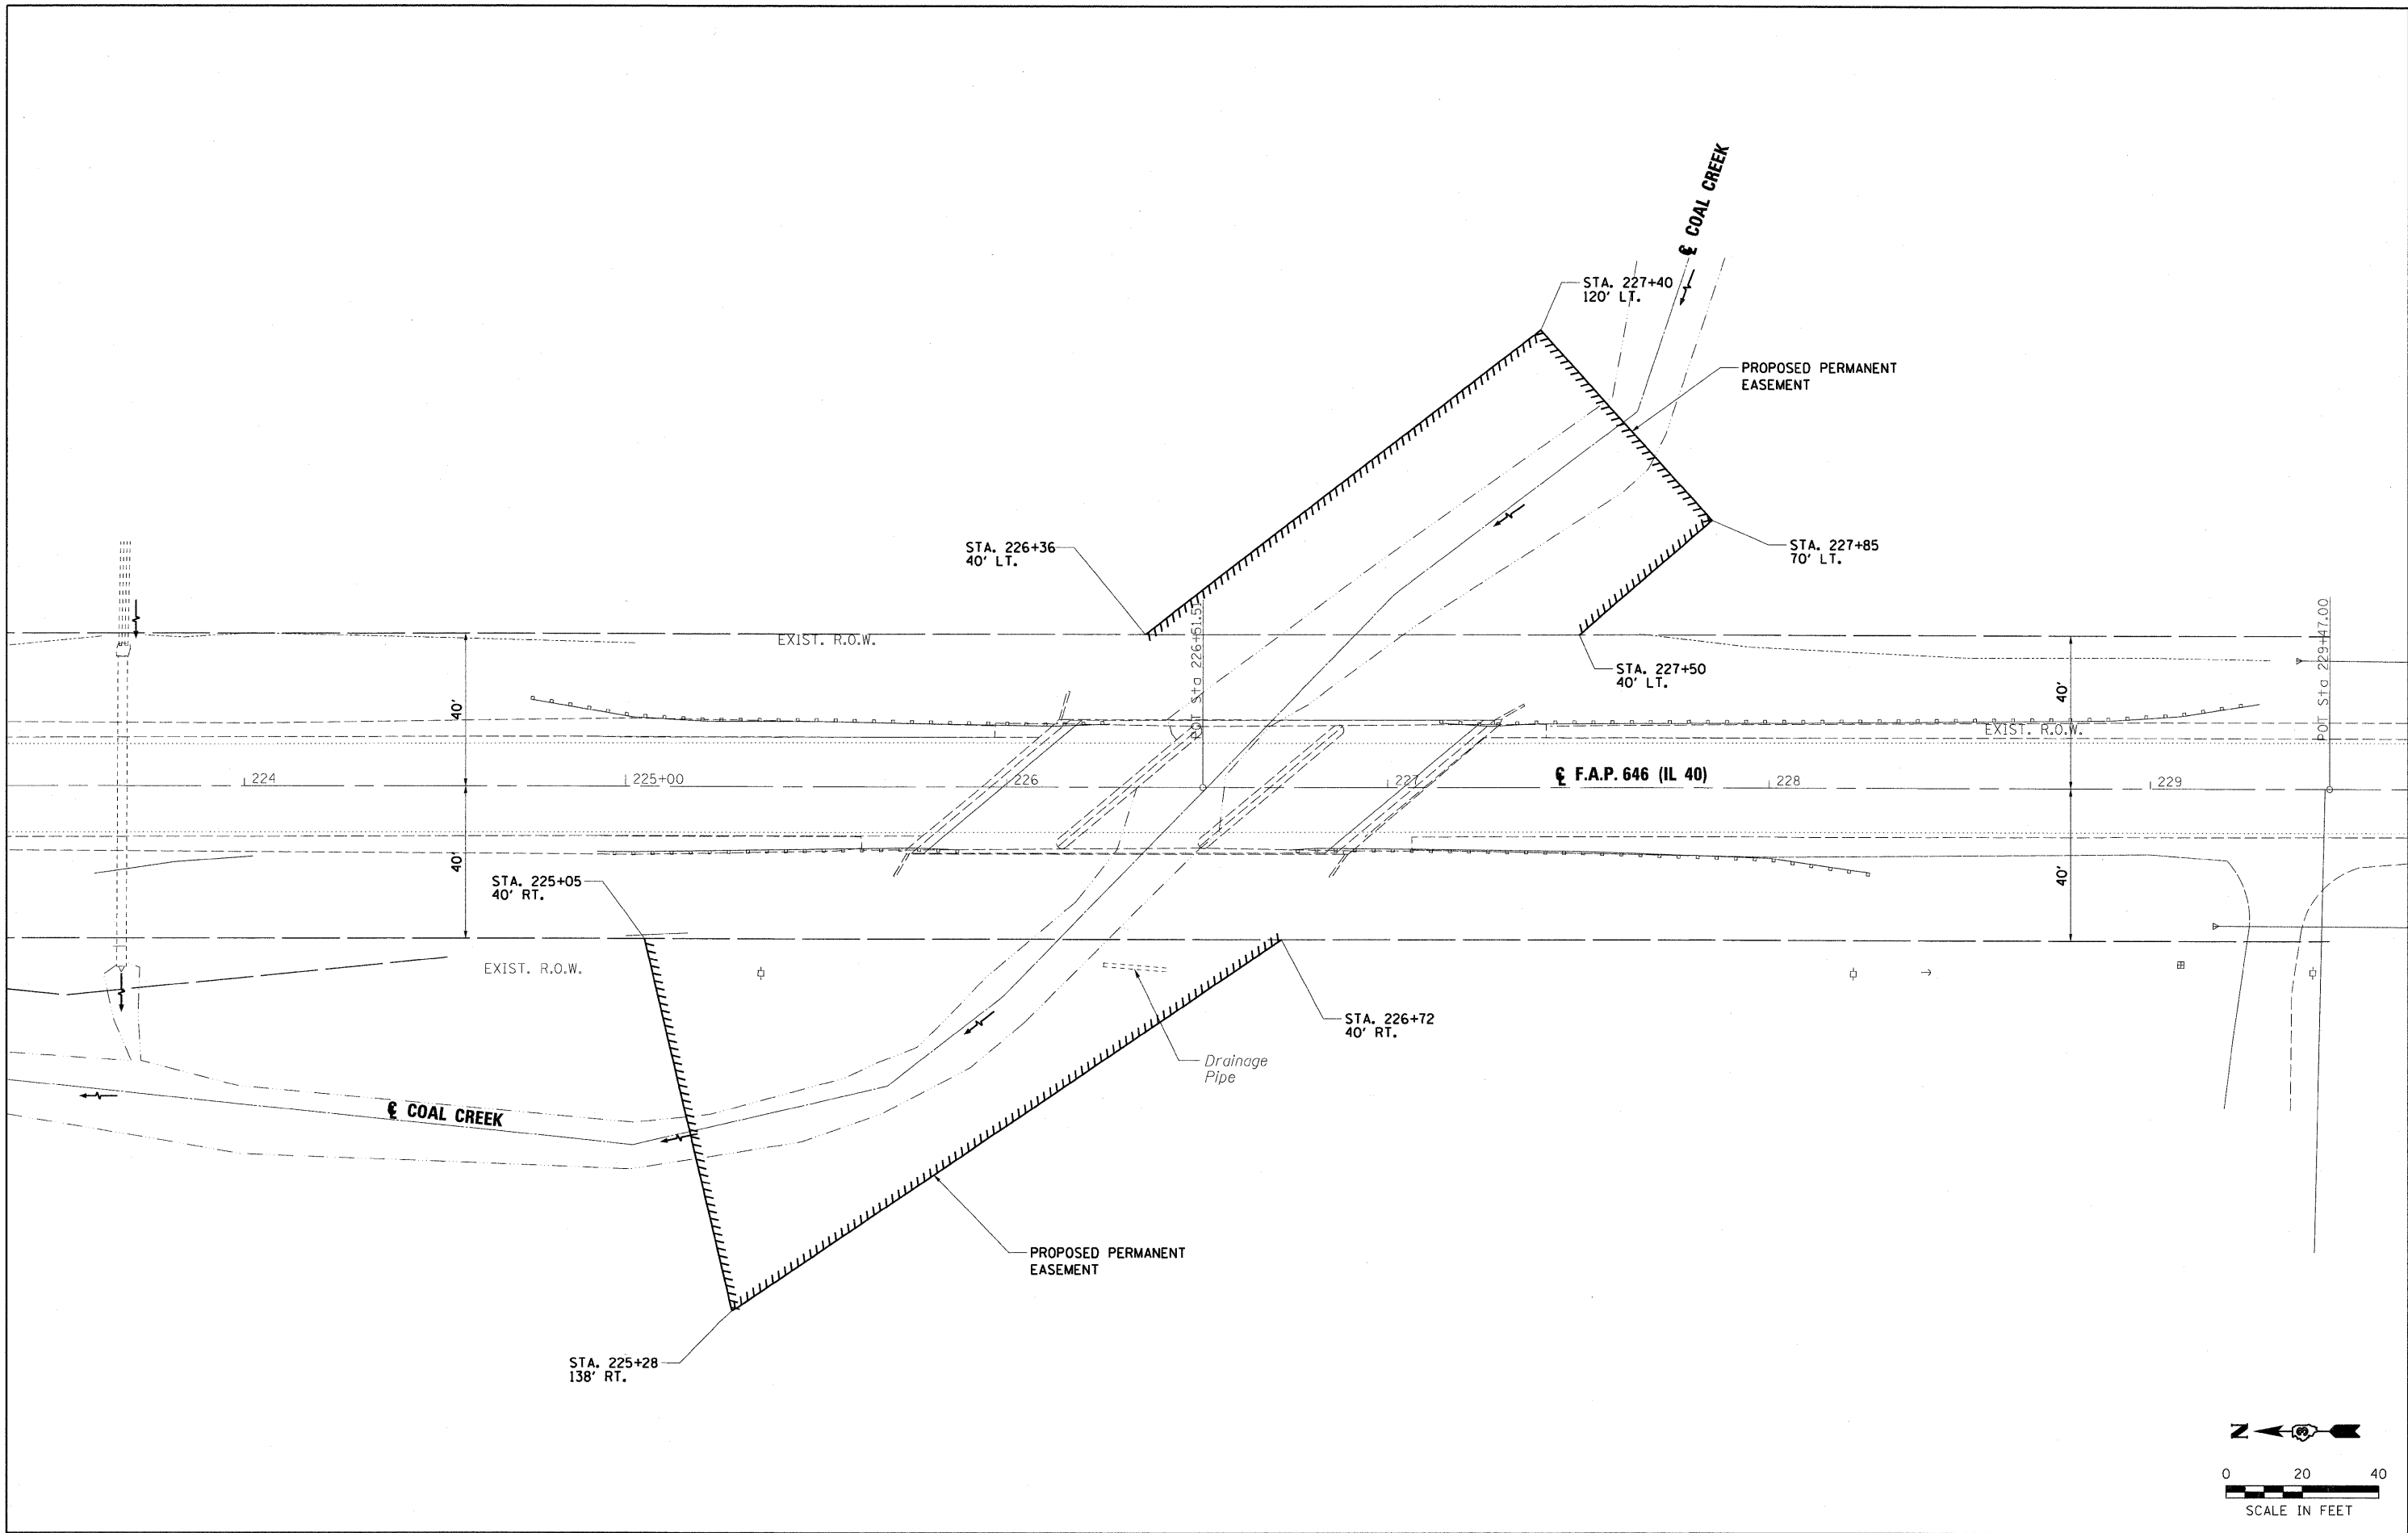 ℄ COAL CREEK
STA. 227+40
120' LT.
PROPOSED PERMANENT
EASEMENT
STA. 226+36
40' LT.
STA. 227+85
70' LT.
POT Sta 226+51.51
POT Sta 229+47.00
EXIST. R.O.W.
STA. 227+50
40' LT.
40'
40'
EXIST. R.O.W.
224
225+00
226
227
℄ F.A.P. 646 (IL 40)
228
229
40'
40'
STA. 225+05
40' RT.
EXIST. R.O.W.
STA. 226+72
40' RT.
Drainage
Pipe
℄ COAL CREEK
PROPOSED PERMANENT
EASEMENT
STA. 225+28
138' RT.
N
0 20 40
SCALE IN FEET